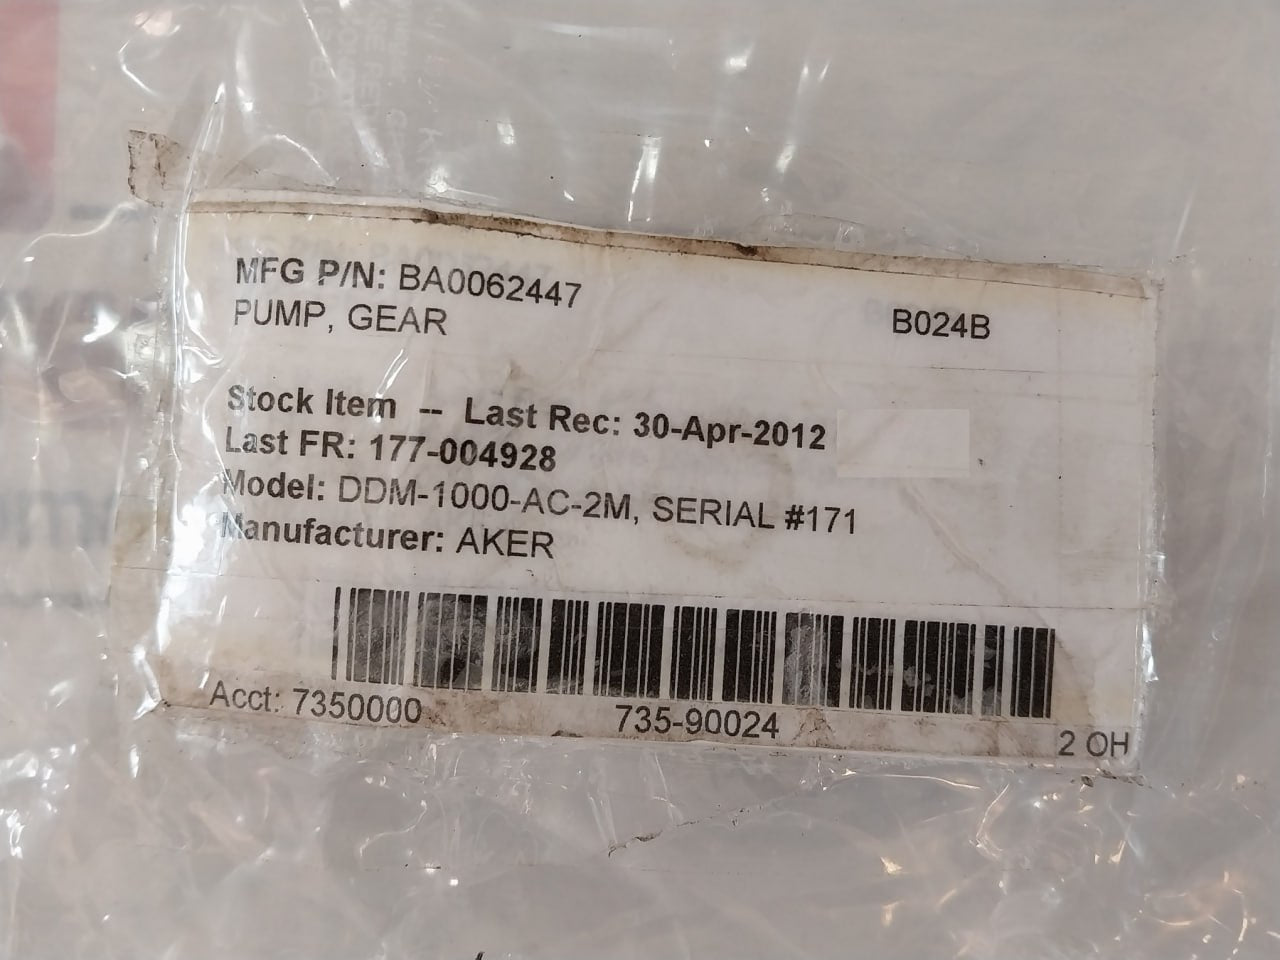 MFG P/N: BA0062447
PUMP, GEAR
B024B
Stock Item -- Last Rec: 30-Apr-2012
Last FR: 177-004928
Model: DDM-1000-AC-2M, SERIAL #171
Manufacturer: AKER
Acct: 7350000
735-90024
2 OH